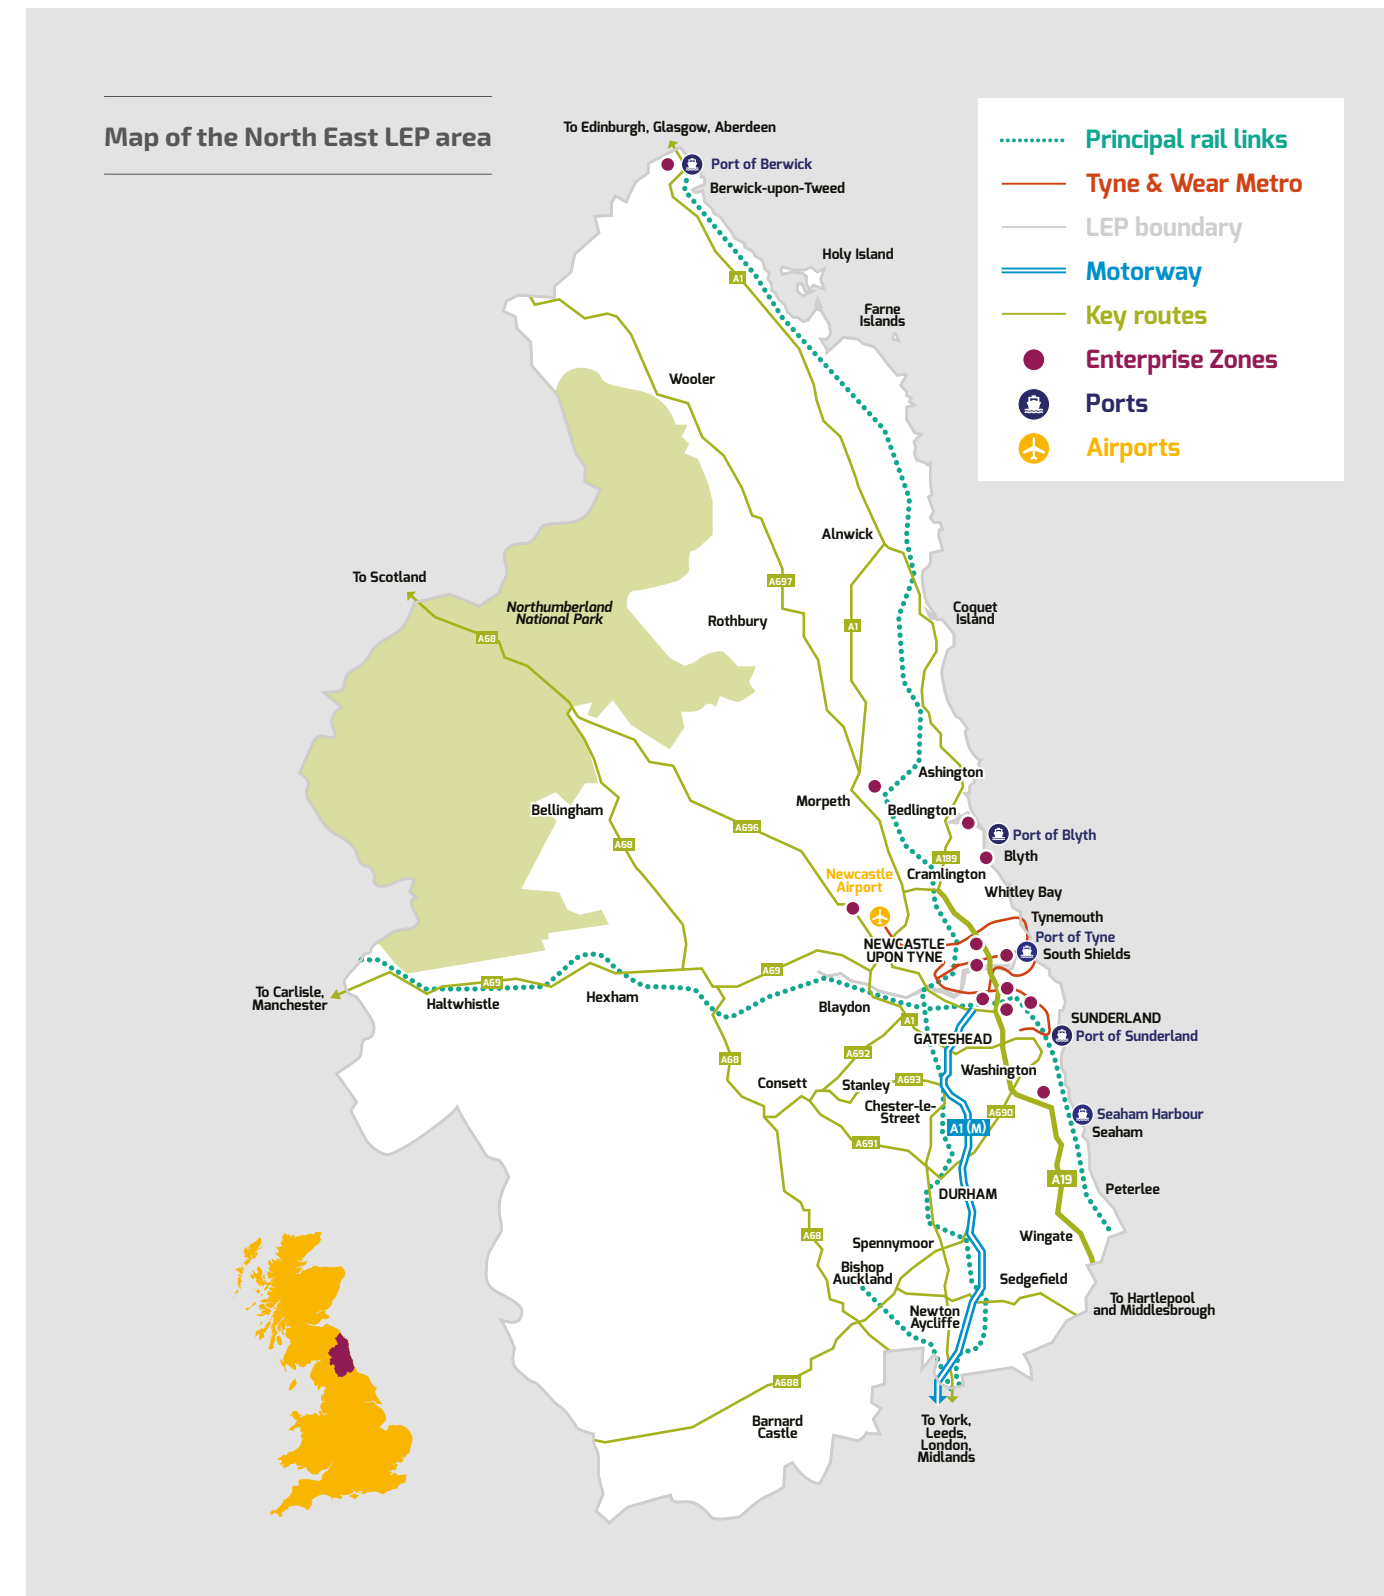 Map of the North East LEP area
Principal rail links
Tyne & Wear Metro
LEP boundary
Motorway
Key routes
Enterprise Zones
Ports
Airports
To Edinburgh, Glasgow, Aberdeen
Port of Berwick
Berwick-upon-Tweed
Holy Island
A1
Farne
Islands
Wooler
Alnwick
To Scotland
A697
Northumberland
National Park
Coquet
Island
Rothbury
A1
A68
Ashington
Morpeth
Bellingham
Bedlington
A696
Port of Blyth
A68
Blyth
A189
Newcastle
Airport
Cramlington
Whitley Bay
Tynemouth
Port of Tyne
NEWCASTLE
UPON TYNE
South Shields
A69
A69
To Carlisle,
Manchester
Haltwhistle
Hexham
Blaydon
A1
SUNDERLAND
Port of Sunderland
GATESHEAD
A692
A68
Washington
Consett
Stanley
A693
Chester-le-
Street
A690
Seaham Harbour
A1 (M)
Seaham
A691
A19
Peterlee
DURHAM
A68
Wingate
Spennymoor
Bishop
Auckland
Sedgefield
To Hartlepool
and Middlesbrough
Newton
Aycliffe
A688
Barnard
Castle
To York,
Leeds,
London,
Midlands